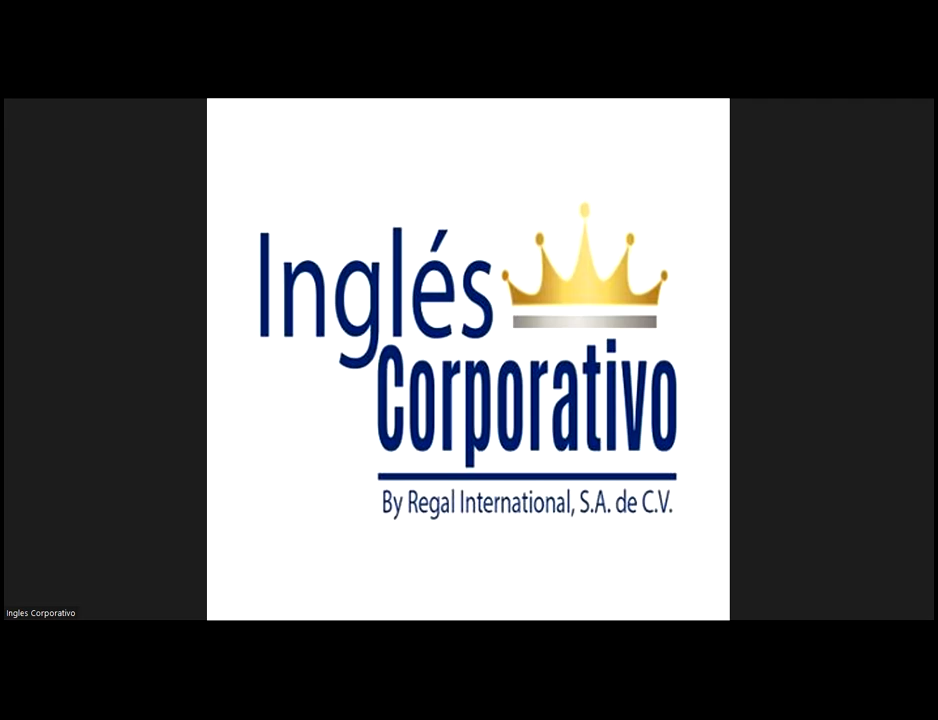 Inglés
Corporativo
By Regal International, S.A. de C.V.
Ingles Corporativo